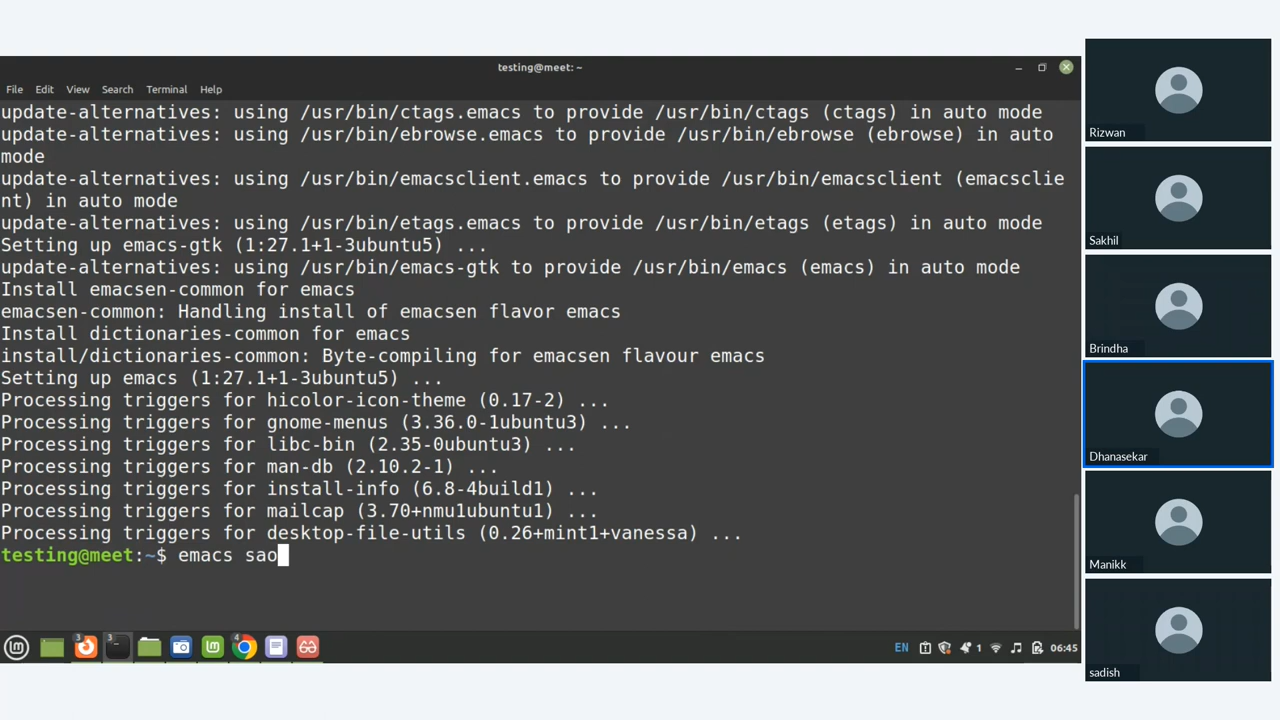 testing@meet: ~
File Edit View Search Terminal Help
update-alternatives: using /usr/bin/ctags.emacs to provide /usr/bin/ctags (ctags) in auto mode
update-alternatives: using /usr/bin/ebrowse.emacs to provide /usr/bin/ebrowse (ebrowse) in auto
mode
update-alternatives: using /usr/bin/emacsclient.emacs to provide /usr/bin/emacsclient (emacsclie
nt) in auto mode
update-alternatives: using /usr/bin/etags.emacs to provide /usr/bin/etags (etags) in auto mode
Setting up emacs-gtk (1:27.1+1-3ubuntu5) ...
update-alternatives: using /usr/bin/emacs-gtk to provide /usr/bin/emacs (emacs) in auto mode
Install emacsen-common for emacs
emacsen-common: Handling install of emacsen flavor emacs
Install dictionaries-common for emacs
install/dictionaries-common: Byte-compiling for emacsen flavour emacs
Setting up emacs (1:27.1+1-3ubuntu5) ...
Processing triggers for hicolor-icon-theme (0.17-2) ...
Processing triggers for gnome-menus (3.36.0-1ubuntu3) ...
Processing triggers for libc-bin (2.35-0ubuntu3) ...
Processing triggers for man-db (2.10.2-1) ...
Processing triggers for install-info (6.8-4build1) ...
Processing triggers for mailcap (3.70+nmu1ubuntu1) ...
Processing triggers for desktop-file-utils (0.26+mint1+vanessa) ...
testing@meet:~$ emacs sao
3 3 4 EN 1 06:45
Rizwan
Sakhil
Brindha
Dhanasekar
Manikk
sadish